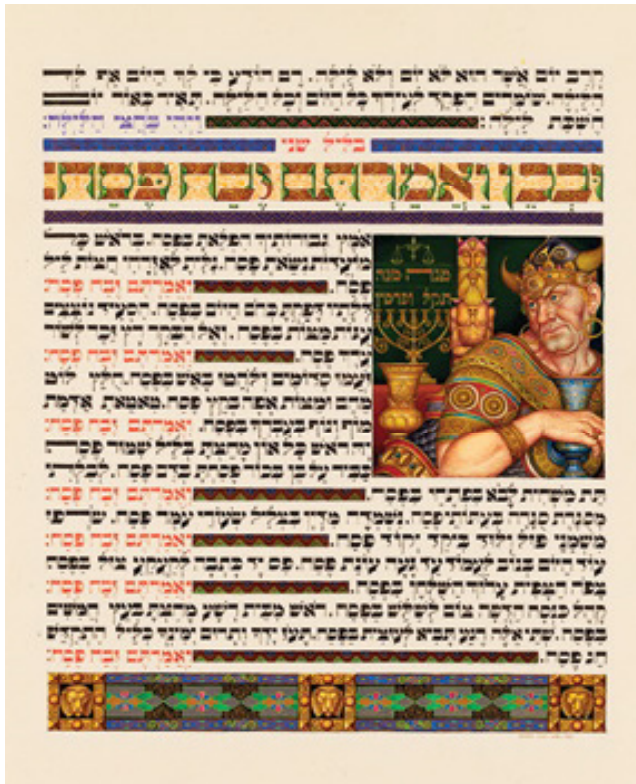 קרב יום אשר הוא לא יום ולא לילה. רם הודע כי לך היום אף לך
הלילה. שומרים הפקד לעירך כל היום וכל הלילה. תאיר כאור יום
חשכת לילה: ויהי בחצי הלילה:
בליל שני
ובכן ואמרתם זבח פסח:
אמץ גבורותיך הפלאת בפסח. בראש כל
מועדות נשאת פסח. גלית לאזרחי חצות ליל
פסח. ואמרתם זבח פסח:
דלתיו דפקת כחם היום בפסח. הסעיד נוצצים
עגות מצות בפסח. ואל הבקר רץ זכר לשור
ערך פסח. ואמרתם זבח פסח:
זועמו סדומים ולהטו באש בפסח. חלץ לוט
מהם ומצות אפה בקץ פסח. טאטאת אדמת
מוף ונוף בעברך בפסח. ואמרתם זבח פסח:
יה ראש כל און מחצת בליל שמור פסח.
כביר על בן בכור פסחת בדם פסח. לבלתי
תת משחית לבא בפתחי בפסח. ואמרתם זבח פסח:
מסגרת סגרה בעתותי פסח. נשמדה מדין בצליל שעורי עמר פסח. שורפו
משמני פול ולוד ביקד יקוד פסח. ואמרתם זבח פסח:
עוד היום בנוב לעמוד עד געה עונת פסח. פס יד כתבה לקעקע צול בפסח
צפה הצפית ערוך השלחן בפסח. ואמרתם זבח פסח:
קהל כנסה הדסה צום לשלש בפסח. ראש מבית רשע מחצת בעץ חמשים
בפסח. שתי אלה רגע תביא לעוצית בפסח. תעז ידך ותרום ימינך כליל התקדש
חג פסח. ואמרתם זבח פסח:
תקל ופרסין